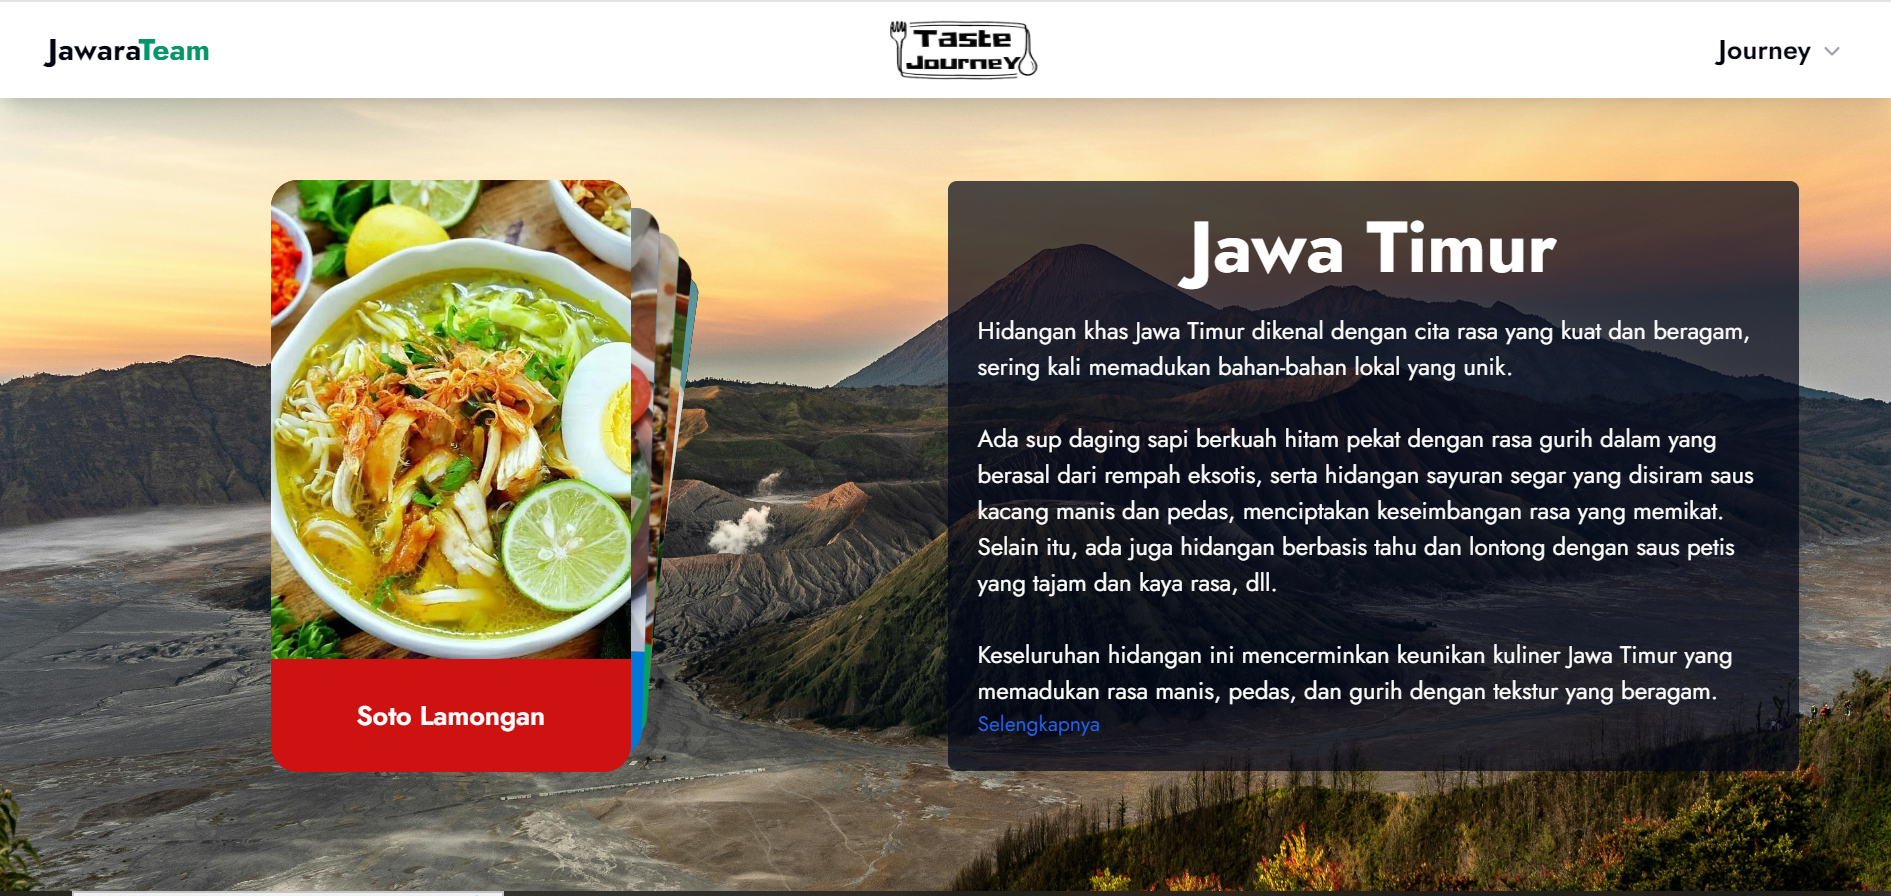 JawaraTeam
Taste
Journey
Journey
Soto Lamongan
Jawa Timur
Hidangan khas Jawa Timur dikenal dengan cita rasa yang kuat dan beragam,
sering kali memadukan bahan-bahan lokal yang unik.
Ada sup daging sapi berkuah hitam pekat dengan rasa gurih dalam yang
berasal dari rempah eksotis, serta hidangan sayuran segar yang disiram saus
kacang manis dan pedas, menciptakan keseimbangan rasa yang memikat.
Selain itu, ada juga hidangan berbasis tahu dan lontong dengan saus petis
yang tajam dan kaya rasa, dll.
Keseluruhan hidangan ini mencerminkan keunikan kuliner Jawa Timur yang
memadukan rasa manis, pedas, dan gurih dengan tekstur yang beragam.
Selengkapnya